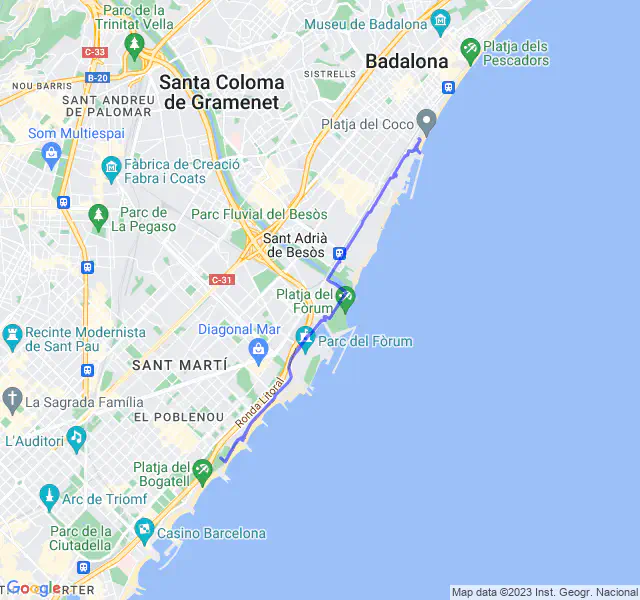 Parc de la
Trinitat Vella
Museu de Badalona
C-33
Platja dels
Pescadors
Badalona
B-20
SISTRELLS
NOU BARRIS
Santa Coloma
de Gramenet
SANT ANDREU
DE PALOMAR
Platja del Coco
Som Multiespai
Fàbrica de Creació
Fabra i Coats
Parc de
La Pegaso
Parc Fluvial del Besòs
Sant Adrià
de Besòs
C-31
Platja del
Fòrum
Diagonal Mar
Recinte Modernista
de Sant Pau
Parc del Fòrum
SANT MARTÍ
Ronda Litoral
La Sagrada Família
EL POBLENOU
L'Auditori
Platja del
Bogatell
Arc de Triomf
Parc de la
Ciutadella
Casino Barcelona
Google
RTER
Map data ©2023 Inst. Geogr. Nacional